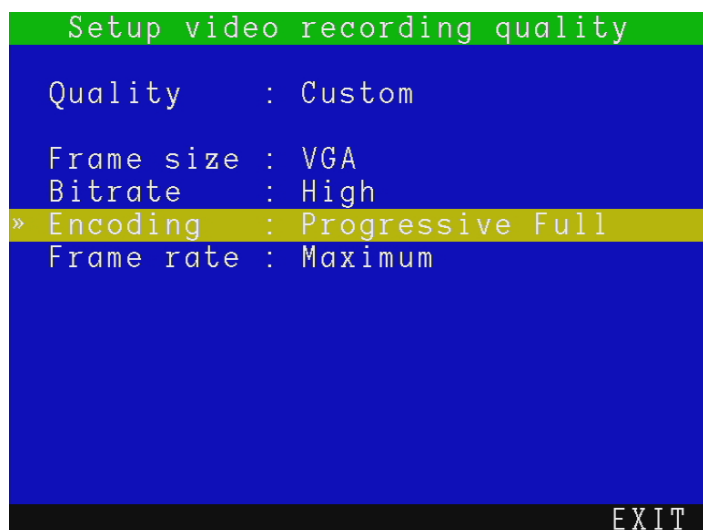 Setup video recording quality
Quality : Custom
Frame size : VGA
Bitrate : High
» Encoding : Progressive Full
Frame rate : Maximum
EXIT